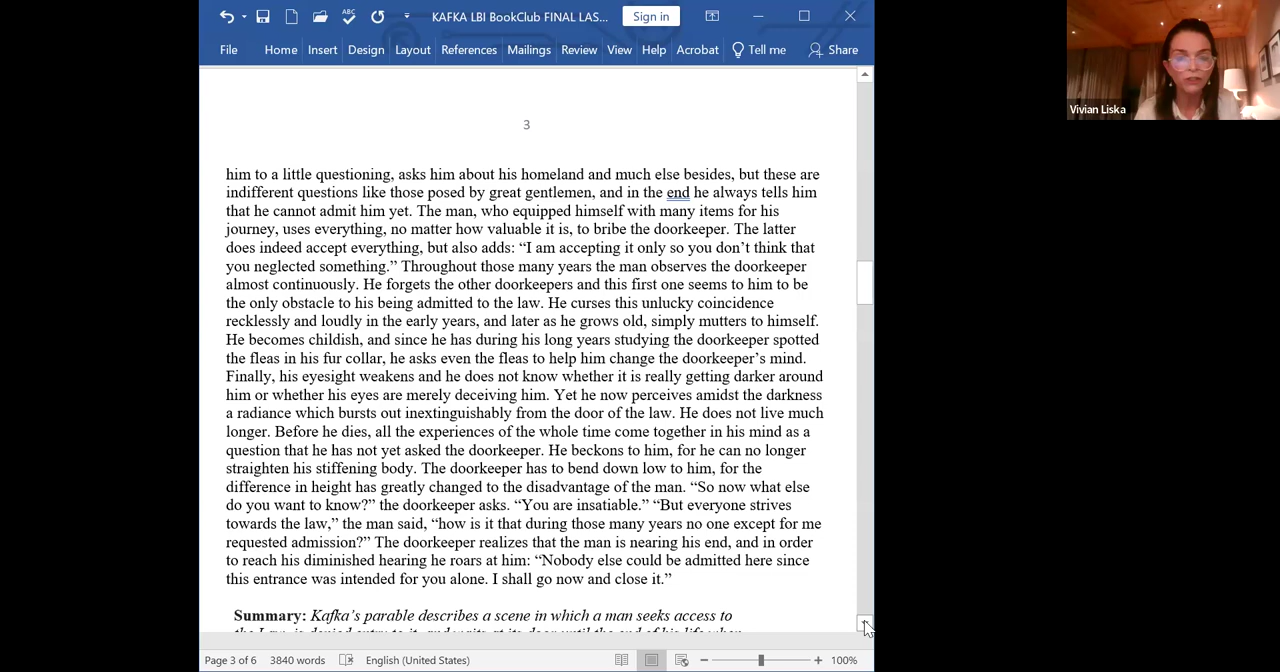 KAFKA LBI BookClub FINAL LAS...
Sign in
File Home Insert Design Layout References Mailings Review View Help Acrobat Tell me Share
Vivian Liska
3
him to a little questioning, asks him about his homeland and much else besides, but these are
indifferent questions like those posed by great gentlemen, and in the end he always tells him
that he cannot admit him yet. The man, who equipped himself with many items for his
journey, uses everything, no matter how valuable it is, to bribe the doorkeeper. The latter
does indeed accept everything, but also adds: “I am accepting it only so you don’t think that
you neglected something.” Throughout those many years the man observes the doorkeeper
almost continuously. He forgets the other doorkeepers and this first one seems to him to be
the only obstacle to his being admitted to the law. He curses this unlucky coincidence
recklessly and loudly in the early years, and later as he grows old, simply mutters to himself.
He becomes childish, and since he has during his long years studying the doorkeeper spotted
the fleas in his fur collar, he asks even the fleas to help him change the doorkeeper’s mind.
Finally, his eyesight weakens and he does not know whether it is really getting darker around
him or whether his eyes are merely deceiving him. Yet he now perceives amidst the darkness
a radiance which bursts out inextinguishably from the door of the law. He does not live much
longer. Before he dies, all the experiences of the whole time come together in his mind as a
question that he has not yet asked the doorkeeper. He beckons to him, for he can no longer
straighten his stiffening body. The doorkeeper has to bend down low to him, for the
difference in height has greatly changed to the disadvantage of the man. “So now what else
do you want to know?” the doorkeeper asks. “You are insatiable.” “But everyone strives
towards the law,” the man said, “how is it that during those many years no one except for me
requested admission?” The doorkeeper realizes that the man is nearing his end, and in order
to reach his diminished hearing he roars at him: “Nobody else could be admitted here since
this entrance was intended for you alone. I shall go now and close it.”
Summary: Kafka’s parable describes a scene in which a man seeks access to
the Law, is denied entry to it, and waits at its door until the end of his life when
Page 3 of 6 3840 words English (United States) 100%